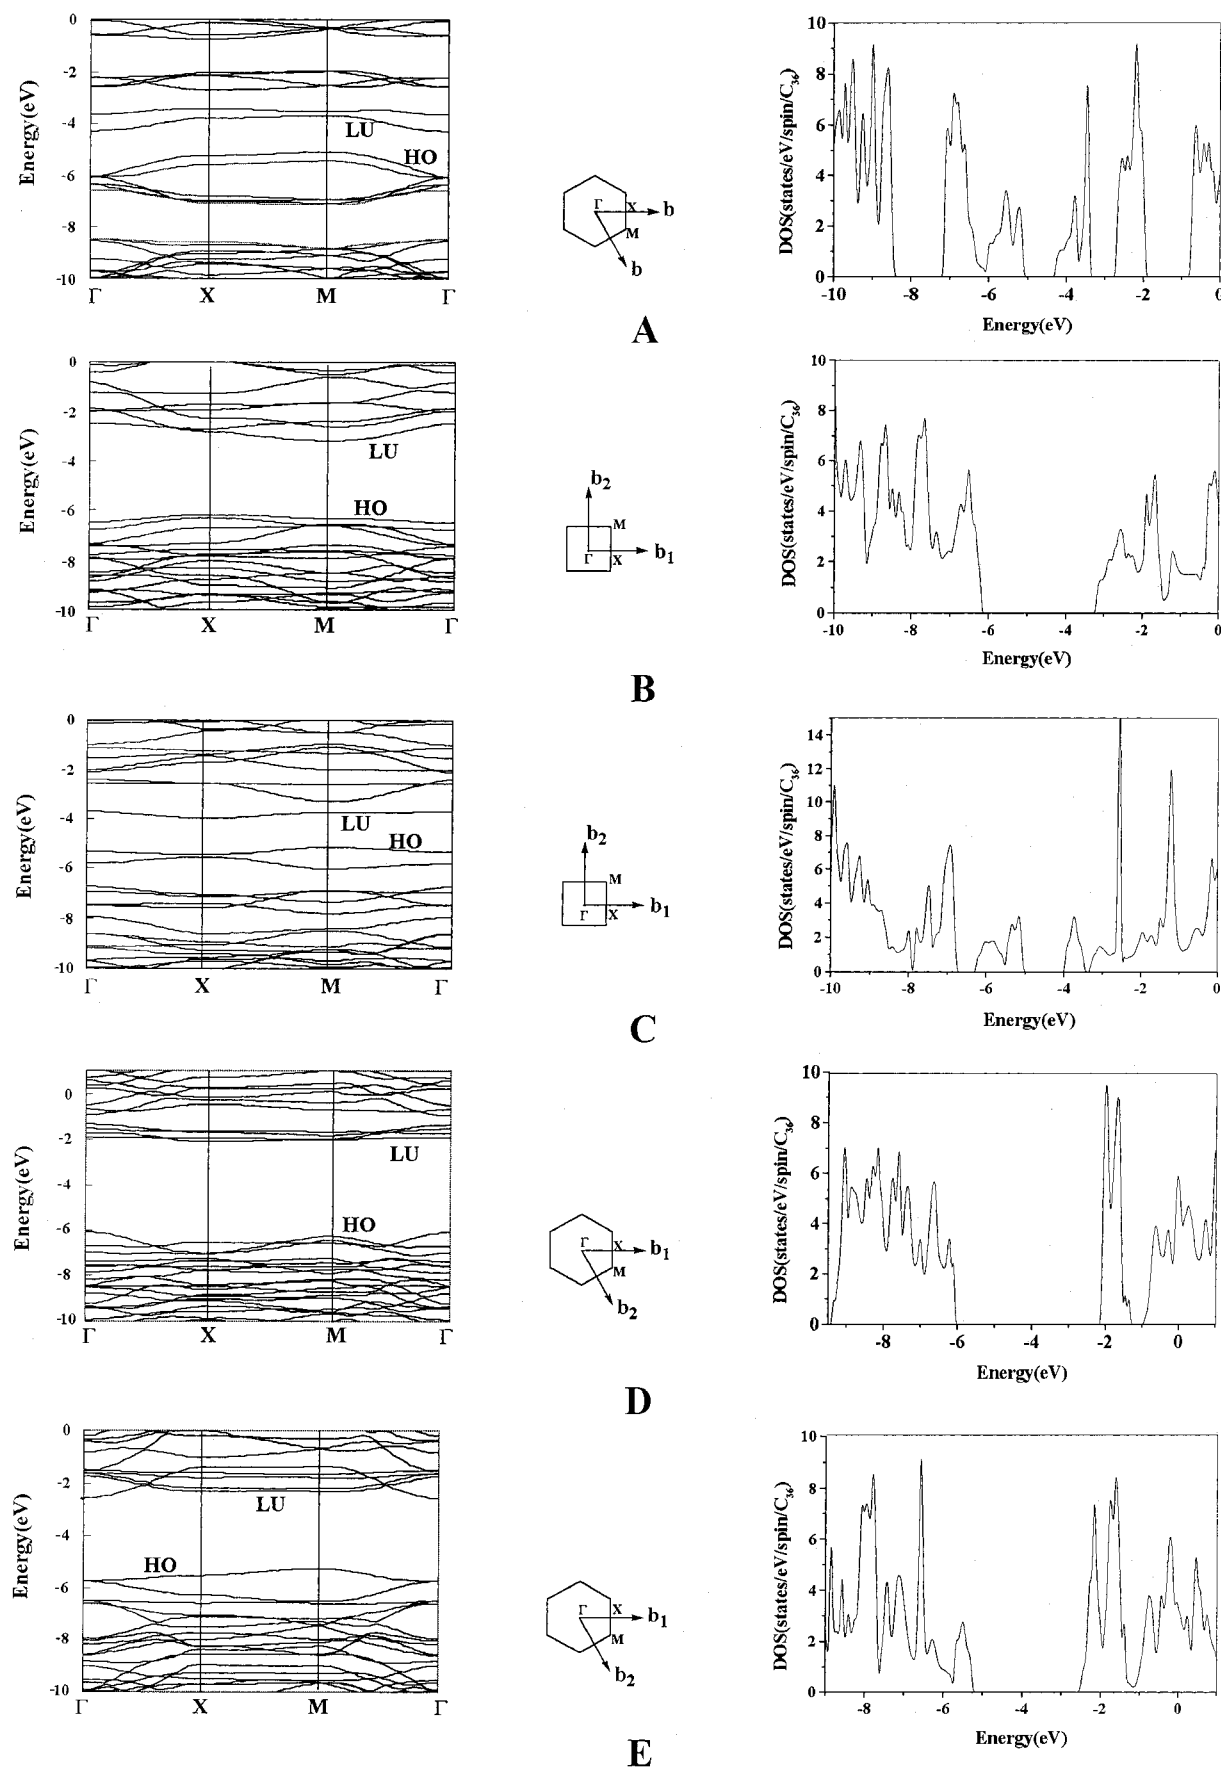 0
-2
-4
-6
-8
-10
Energy(eV)
LU
HO
Γ X M Γ
Γ X b
M
b
10
8
6
4
2
0
DOS(states/eV/spin/C36)
-10 -8 -6 -4 -2 0
Energy(eV)
A
0
-2
-4
-6
-8
-10
Energy(eV)
LU
HO
Γ X M Γ
b2
M
Γ X b1
10
8
6
4
2
0
DOS(states/eV/spin/C36)
-10 -8 -6 -4 -2 0
Energy(eV)
B
0
-2
-4
-6
-8
-10
Energy(eV)
LU
HO
Γ X M Γ
b2
M
Γ X b1
14
12
10
8
6
4
2
0
DOS(states/eV/spin/C36)
-10 -8 -6 -4 -2 0
Energy(eV)
C
0
-2
-4
-6
-8
-10
Energy(eV)
LU
HO
Γ X M Γ
Γ X b1
M
b2
10
8
6
4
2
0
DOS(states/eV/spin/C36)
-8 -6 -4 -2 0
Energy(eV)
D
0
-2
-4
-6
-8
-10
Energy(eV)
LU
HO
Γ X M Γ
Γ X b1
M
b2
10
8
6
4
2
0
DOS(states/eV/spin/C36)
-8 -6 -4 -2 0
Energy(eV)
E